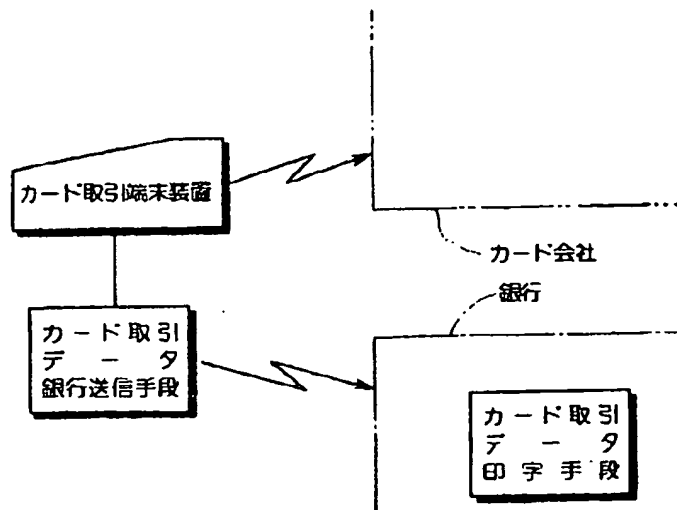 カード取引端末装置
カード会社
銀行
カード取引
データ
銀行送信手段
カード取引
データ
印字手段